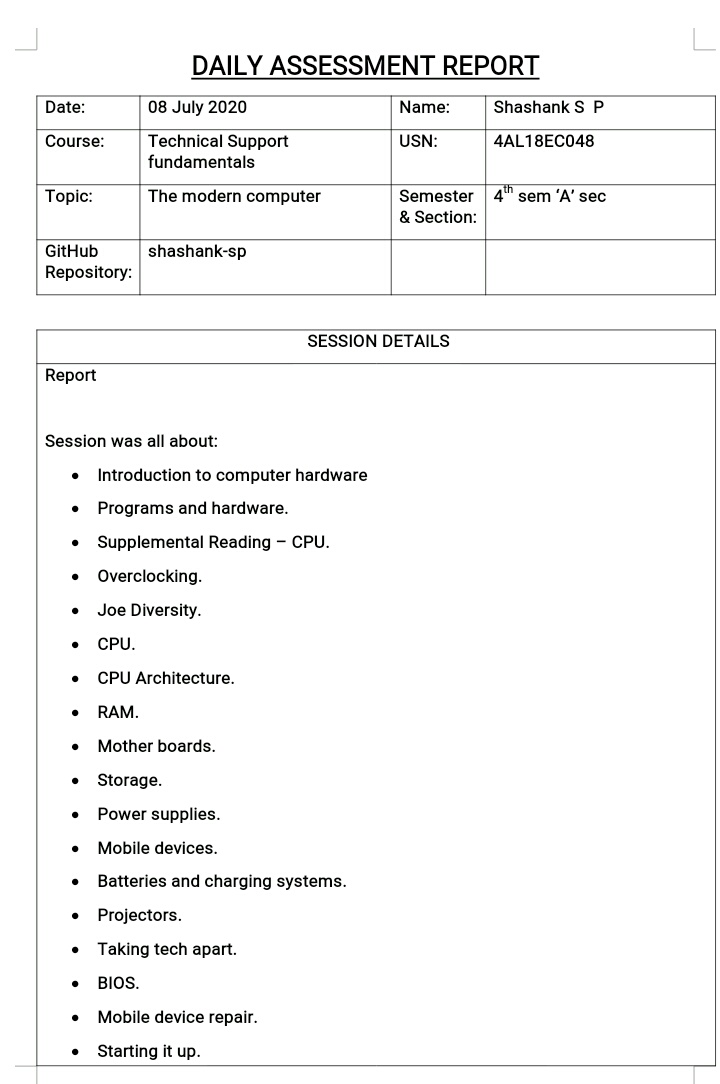 DAILY ASSESSMENT REPORT
Date: 08 July 2020 Name: Shashank S  P
Course: Technical Support fundamentals USN: 4AL18EC048
Topic: The modern computer Semester & Section: 4th sem ‘A’ sec
GitHub Repository: shashank-sp
SESSION DETAILS
Report
Session was all about:
• Introduction to computer hardware
• Programs and hardware.
• Supplemental Reading – CPU.
• Overclocking.
• Joe Diversity.
• CPU.
• CPU Architecture.
• RAM.
• Mother boards.
• Storage.
• Power supplies.
• Mobile devices.
• Batteries and charging systems.
• Projectors.
• Taking tech apart.
• BIOS.
• Mobile device repair.
• Starting it up.